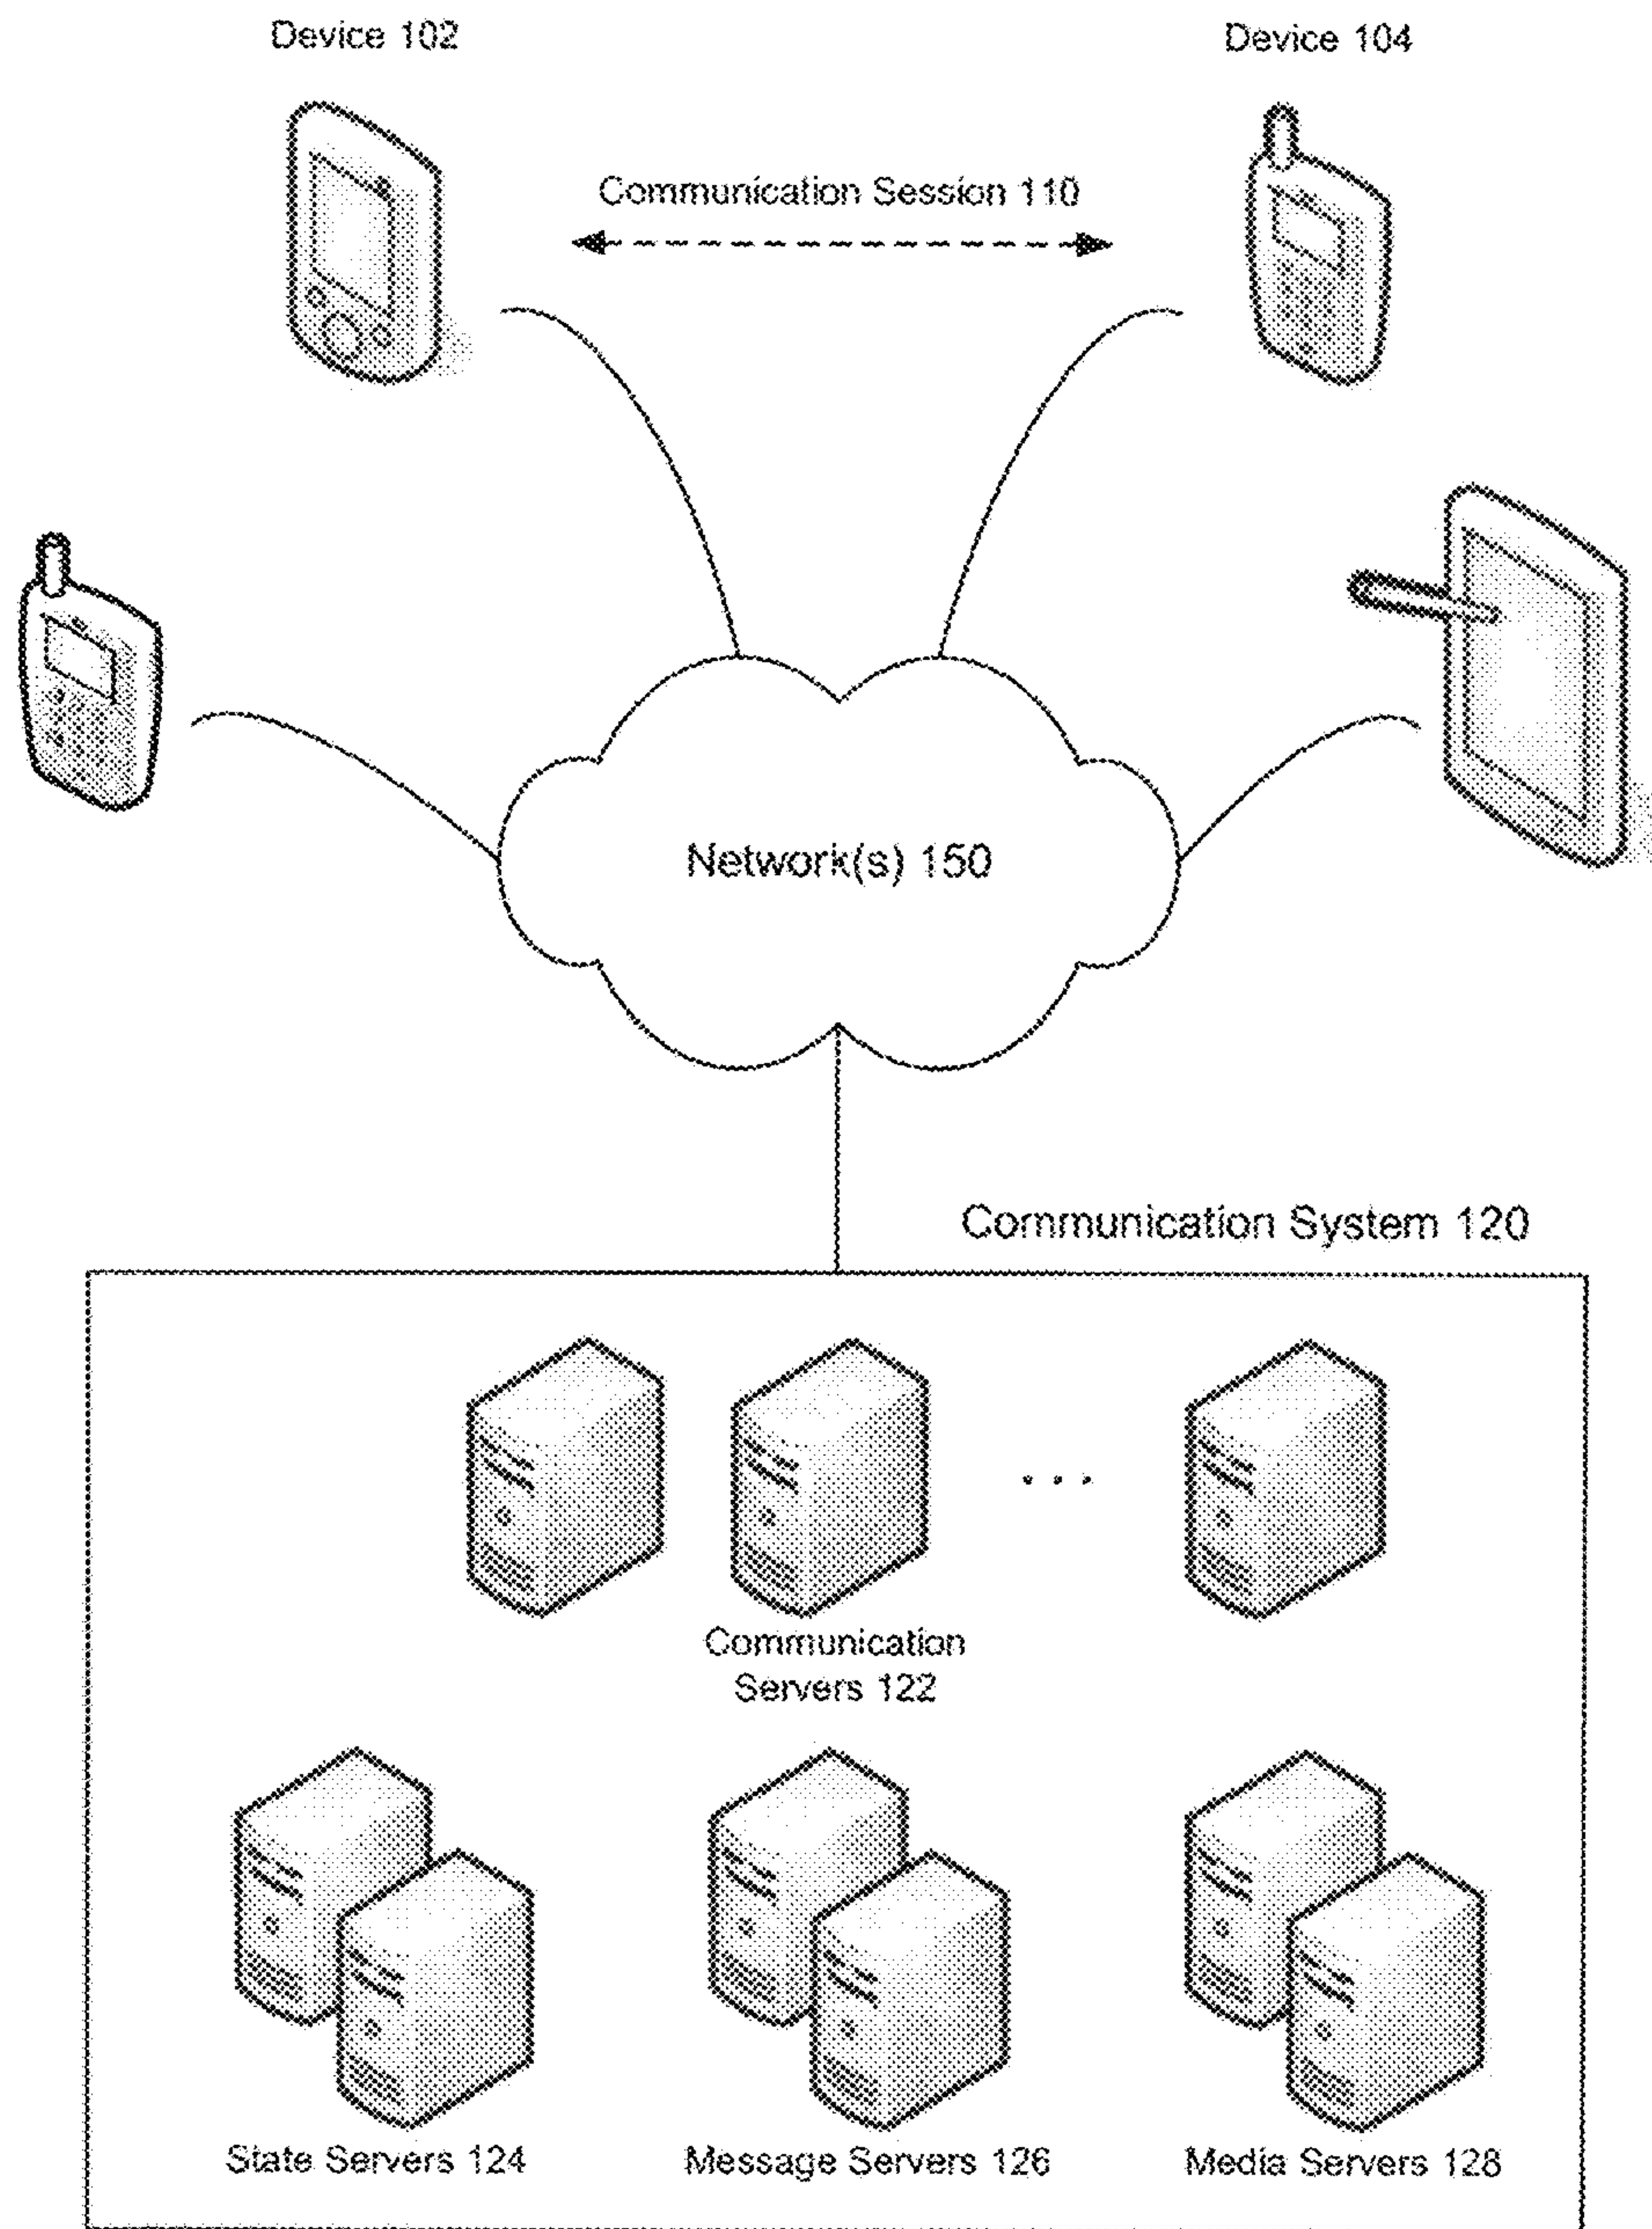 Device 102
Device 104
Communication Session 110
Network(s) 150
Communication System 120
. . .
Communication
Servers 122
State Servers 124
Message Servers 126
Media Servers 128